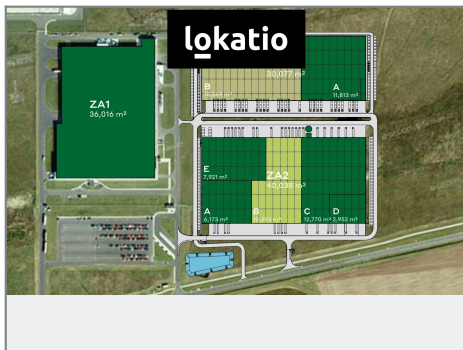 lokatio
30,077 m²
B
A
11,813 m²
ZA1
36,016 m²
E
7,921 m²
ZA2
40,038 m²
A
6,173 m²
B
C
12,770 m²
D
2,952 m²